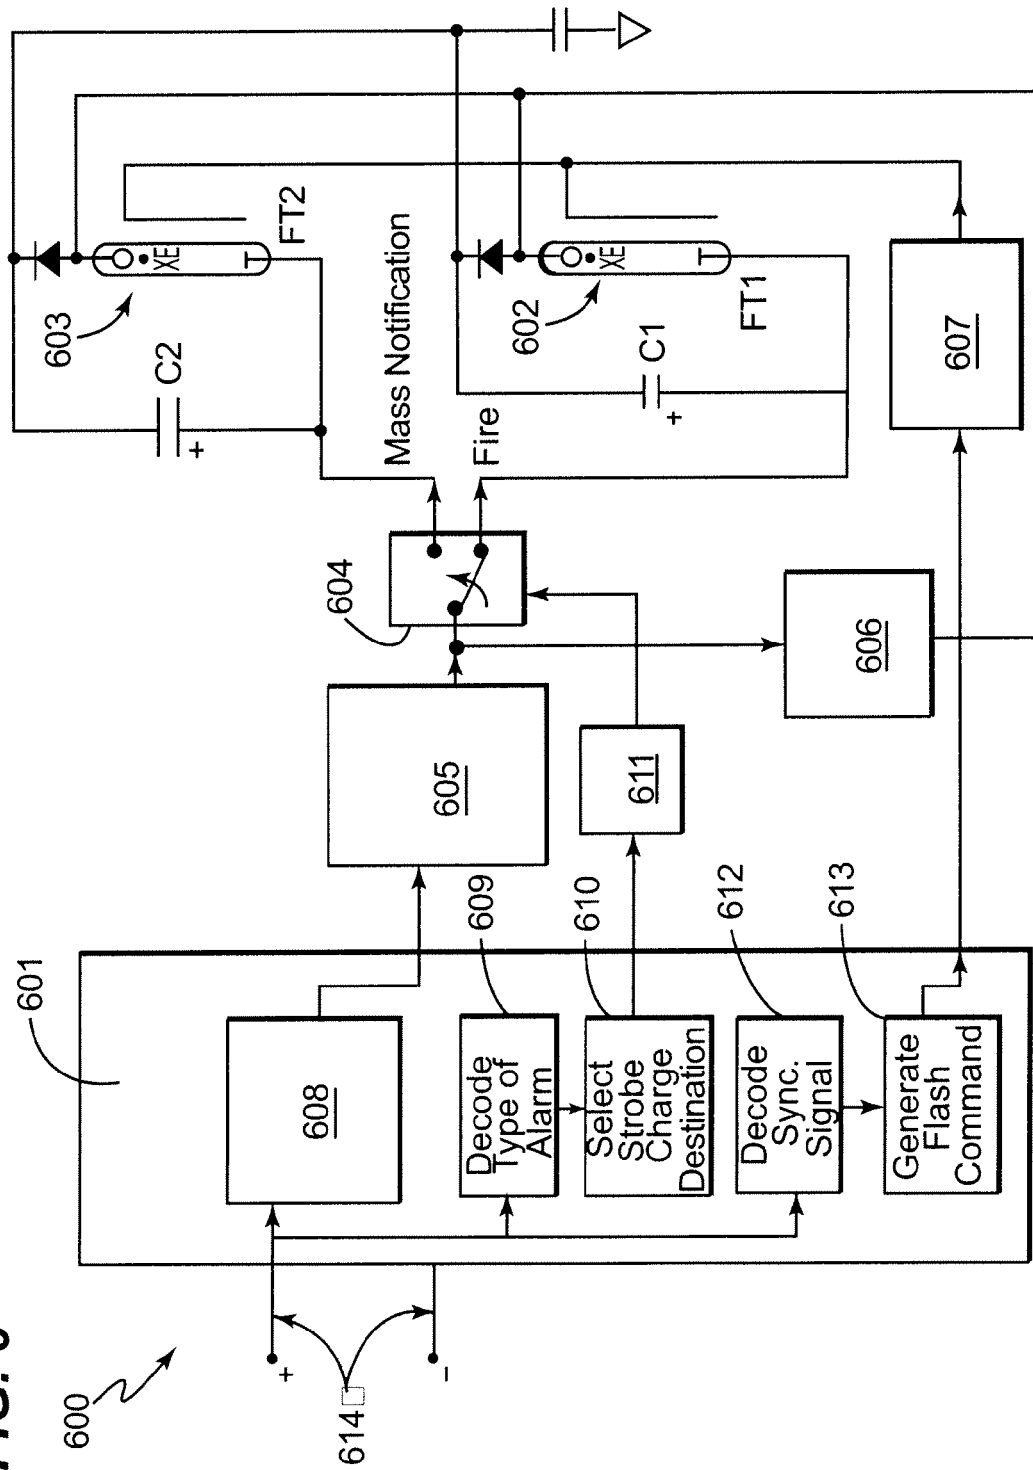 600
614
+
-
601
608
609
Decode
Type of
Alarm
610
Select
Strobe
Charge
Destination
612
Decode
Sync.
Signal
613
Generate
Flash
Command
605
611
604
606
607
Mass Notification
Fire
C2
+
603
XE
FT2
C1
+
602
XE
FT1